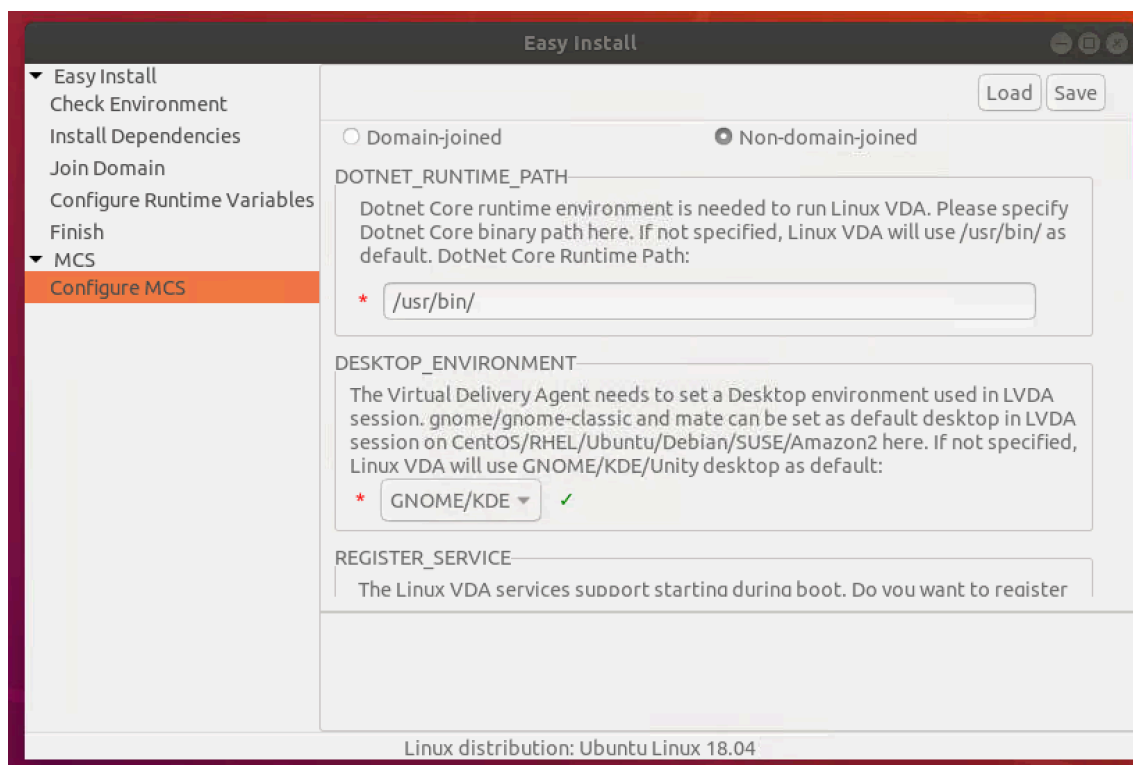 Easy Install
Easy Install
Check Environment
Install Dependencies
Join Domain
Configure Runtime Variables
Finish
MCS
Configure MCS
Load Save
Domain-joined Non-domain-joined
DOTNET_RUNTIME_PATH
Dotnet Core runtime environment is needed to run Linux VDA. Please specify
Dotnet Core binary path here. If not specified, Linux VDA will use /usr/bin/ as
default. DotNet Core Runtime Path:
* /usr/bin/
DESKTOP_ENVIRONMENT
The Virtual Delivery Agent needs to set a Desktop environment used in LVDA
session. gnome/gnome-classic and mate can be set as default desktop in LVDA
session on CentOS/RHEL/Ubuntu/Debian/SUSE/Amazon2 here. If not specified,
Linux VDA will use GNOME/KDE/Unity desktop as default:
* GNOME/KDE ✓
REGISTER_SERVICE
The Linux VDA services support starting during boot. Do you want to register
Linux distribution: Ubuntu Linux 18.04